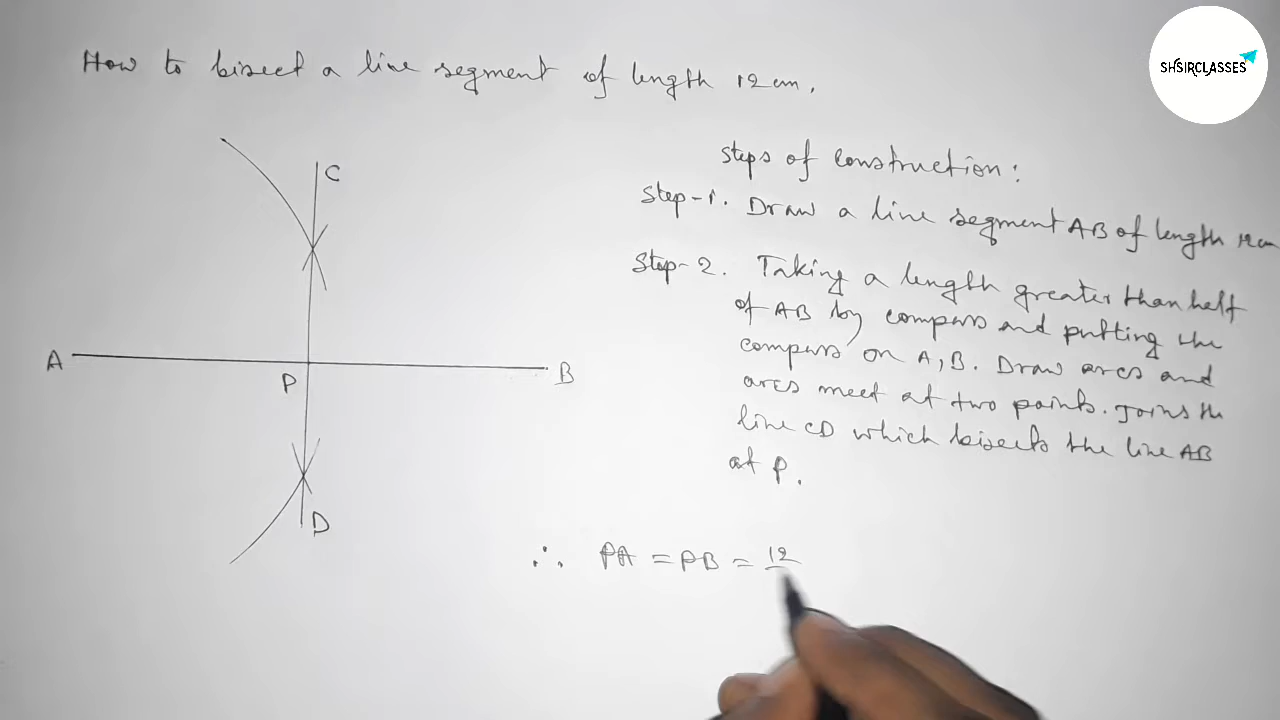 How to bisect a line segment of length 12 cm.
SHSIRCLASSES
C
Steps of construction:
Step-1. Draw a line segment AB of length 12cm
Step-2. Taking a length greater than half
of AB by compass and putting the
compass on A, B. Draw arcs and
arcs meet at two points. Joins th
line CD which bisects the line AB
at P.
A
P
B
D
∴ PA = PB = 12